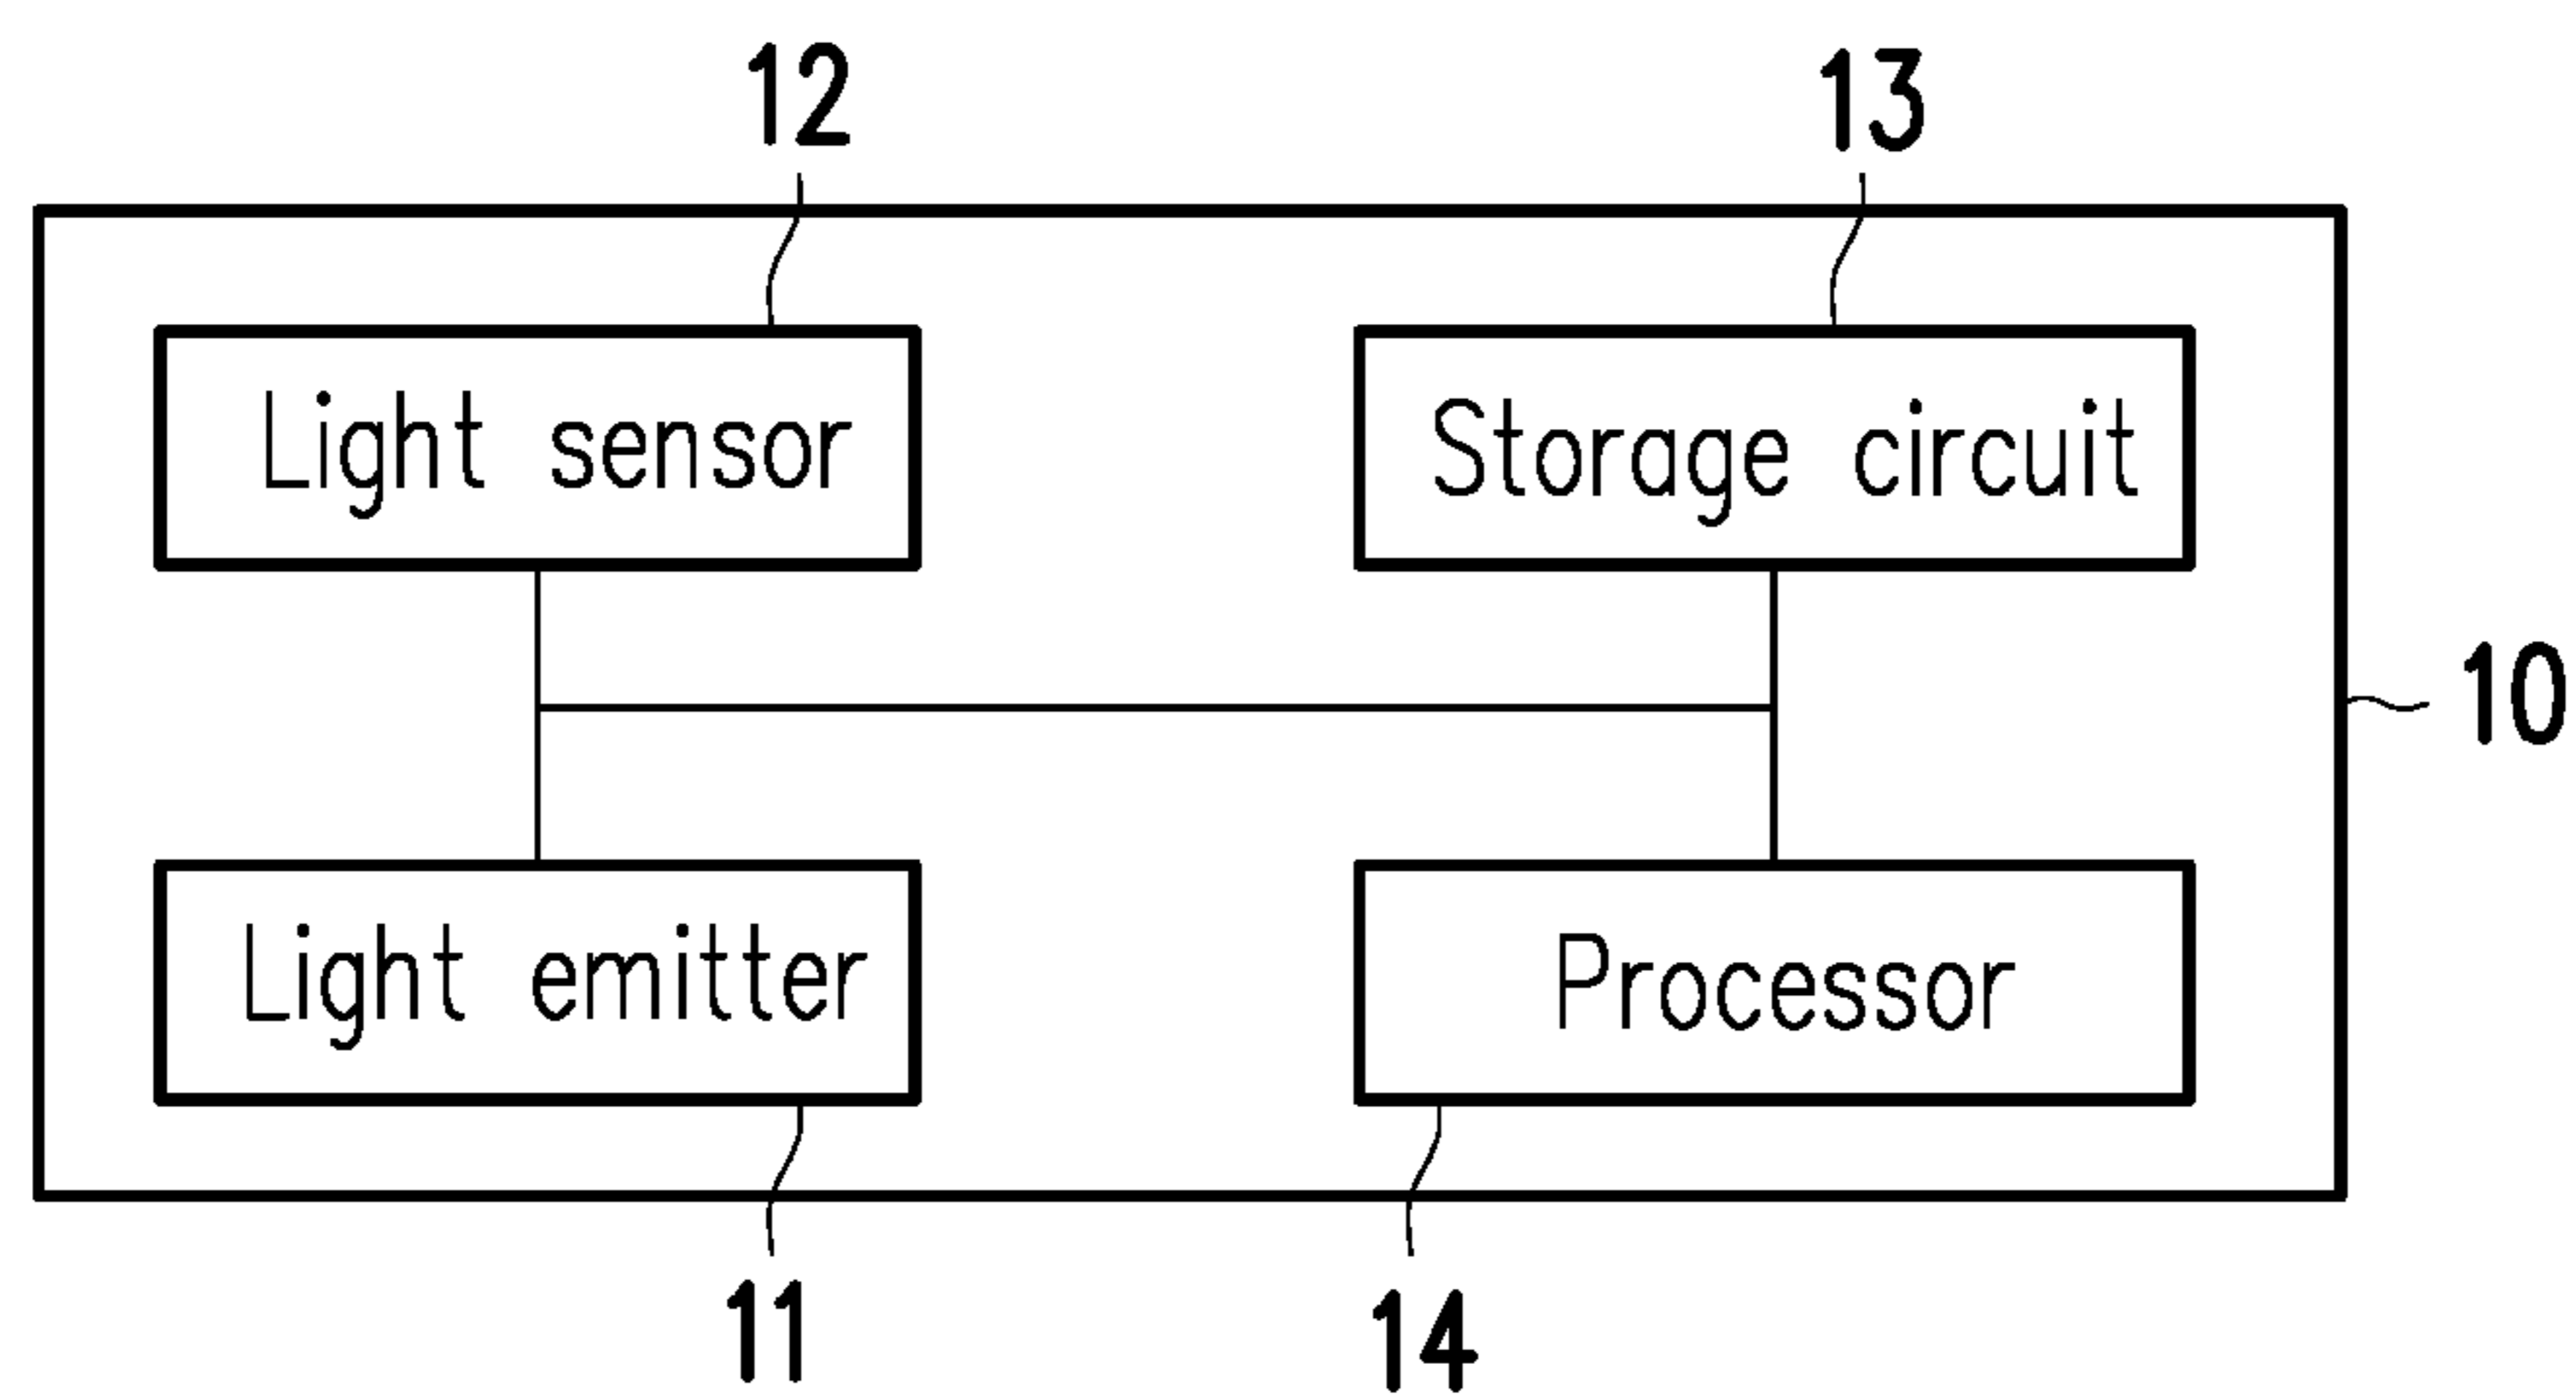 12
13
Light sensor
Storage circuit
10
Light emitter
Processor
11
14